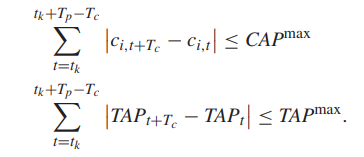 t_k+T_p−T_c
∑ |c_{i,t+T_c} − c_{i,t}| ≤ CAP^{max}
t=t_k
t_k+T_p−T_c
∑ |TAP_{t+T_c} − TAP_t| ≤ TAP^{max}.
t=t_k